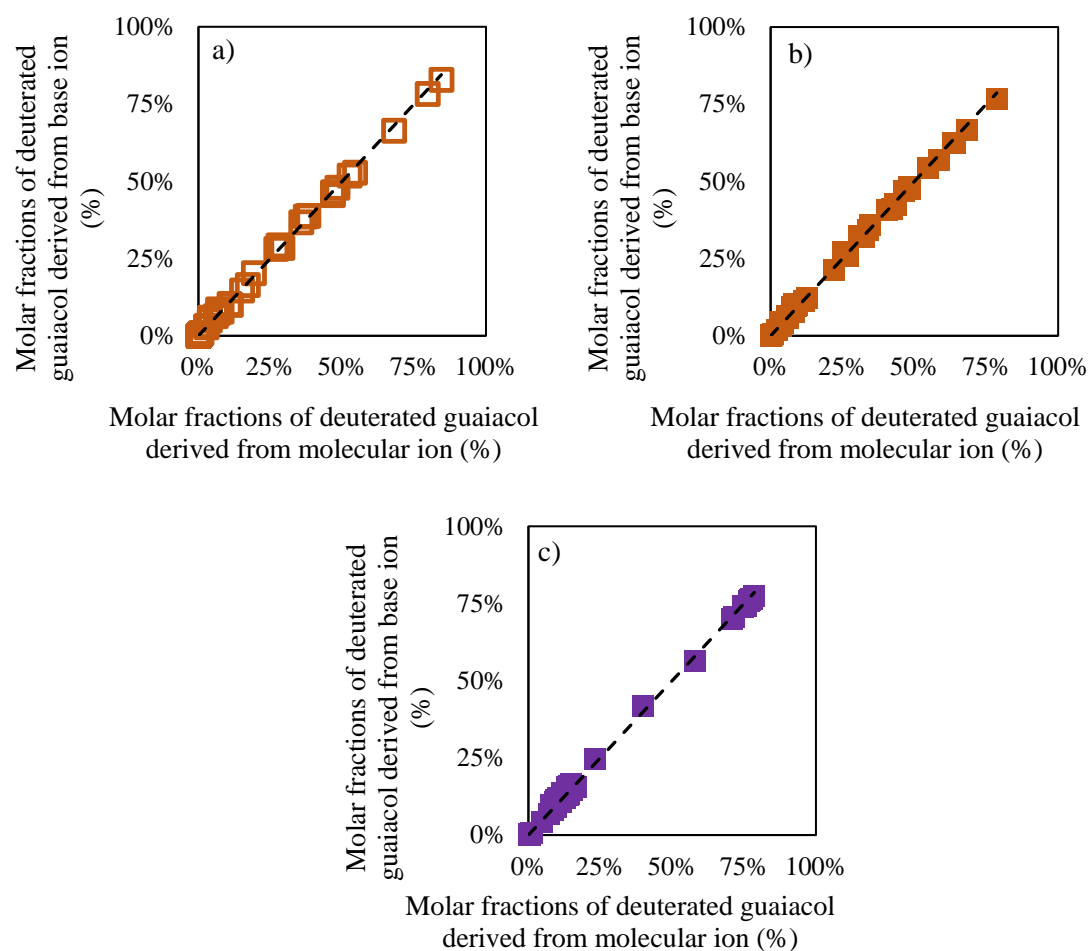 Molar fractions of deuterated
guaiacol derived from base ion
(%)
100%
75%
50%
25%
0%
a)
0% 25% 50% 75% 100%
Molar fractions of deuterated guaiacol
derived from molecular ion (%)
Molar fractions of deuterated
guaiacol derived from base ion
(%)
100%
75%
50%
25%
0%
b)
0% 25% 50% 75% 100%
Molar fractions of deuterated guaiacol
derived from molecular ion (%)
Molar fractions of deuterated
guaiacol derived from base ion
(%)
100%
75%
50%
25%
0%
c)
0% 25% 50% 75% 100%
Molar fractions of deuterated guaiacol
derived from molecular ion (%)